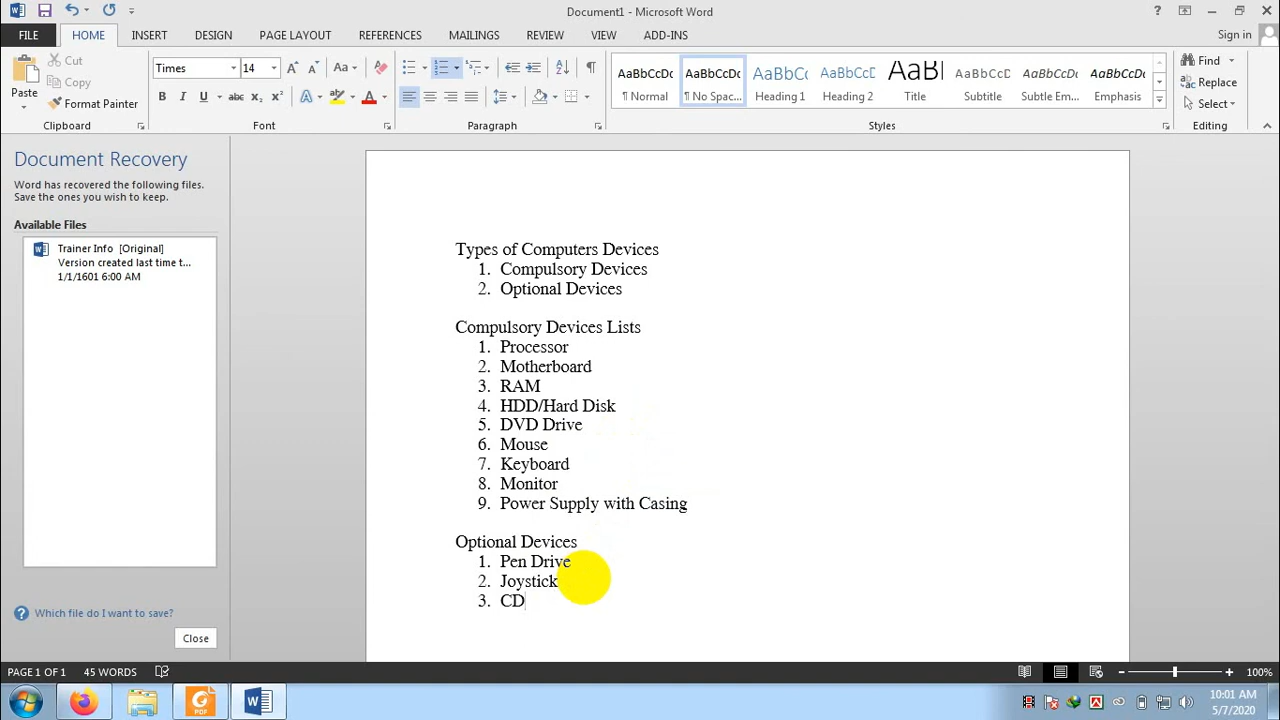 Document1 - Microsoft Word
FILE HOME INSERT DESIGN PAGE LAYOUT REFERENCES MAILINGS REVIEW VIEW ADD-INS Sign in
Paste Cut Copy Format Painter
Times 14
AaBbCcDc AaBbCcDc AaBbCc AaBbCcD AaBl AaBbCcD AaBbCcDc AaBbCcDc
¶ Normal ¶ No Spac... Heading 1 Heading 2 Title Subtitle Subtle Em... Emphasis
Find Replace Select
Clipboard Font Paragraph Styles Editing
Document Recovery
Word has recovered the following files.
Save the ones you wish to keep.
Available Files
Trainer Info [Original]
Version created last time t...
1/1/1601 6:00 AM
Which file do I want to save?
Close
Types of Computers Devices
1. Compulsory Devices
2. Optional Devices
Compulsory Devices Lists
1. Processor
2. Motherboard
3. RAM
4. HDD/Hard Disk
5. DVD Drive
6. Mouse
7. Keyboard
8. Monitor
9. Power Supply with Casing
Optional Devices
1. Pen Drive
2. Joystick
3. CD
PAGE 1 OF 1 45 WORDS 100%
PDF
10:01 AM
5/7/2020